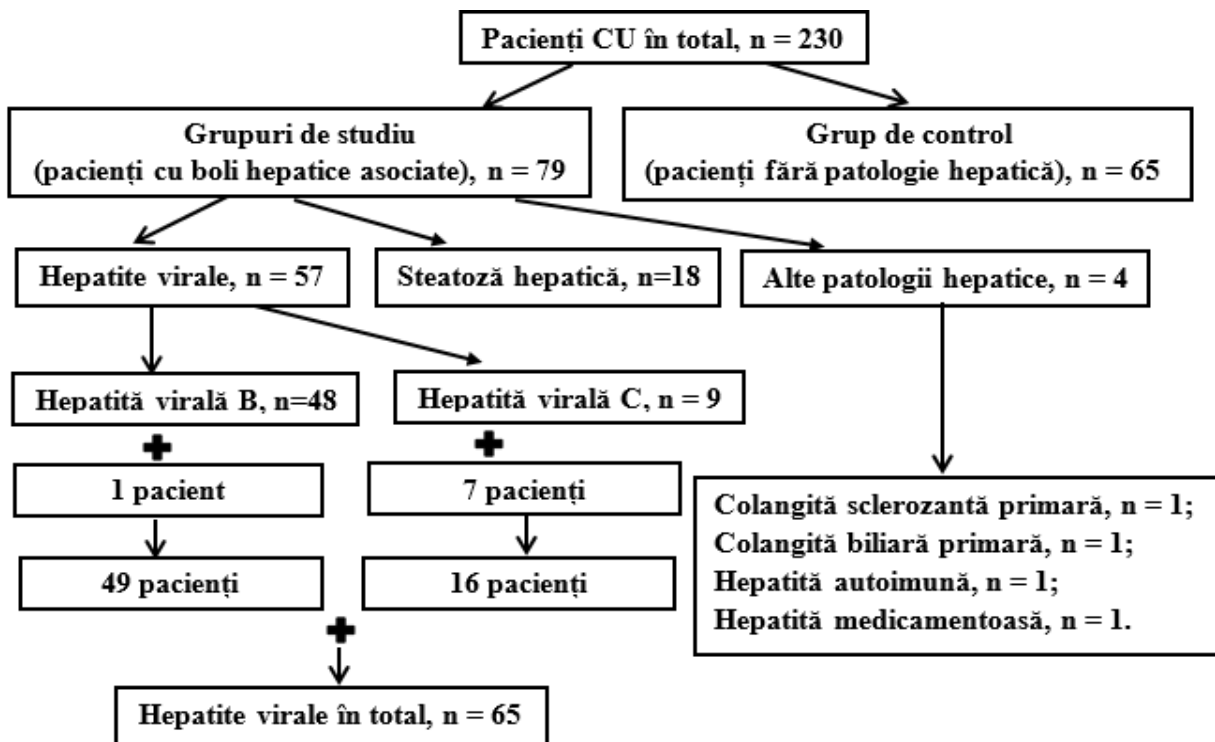 Pacienți CU în total, n = 230
Grupuri de studiu
(pacienți cu boli hepatice asociate), n = 79
Grup de control
(pacienți fără patologie hepatică), n = 65
Hepatite virale, n = 57
Steatoză hepatică, n=18
Alte patologii hepatice, n = 4
Hepatită virală B, n=48
Hepatită virală C, n = 9
1 pacient
7 pacienți
49 pacienți
16 pacienți
Colangită sclerozantă primară, n = 1;
Colangită biliară primară, n = 1;
Hepatită autoimună, n = 1;
Hepatită medicamentoasă, n = 1.
Hepatite virale în total, n = 65